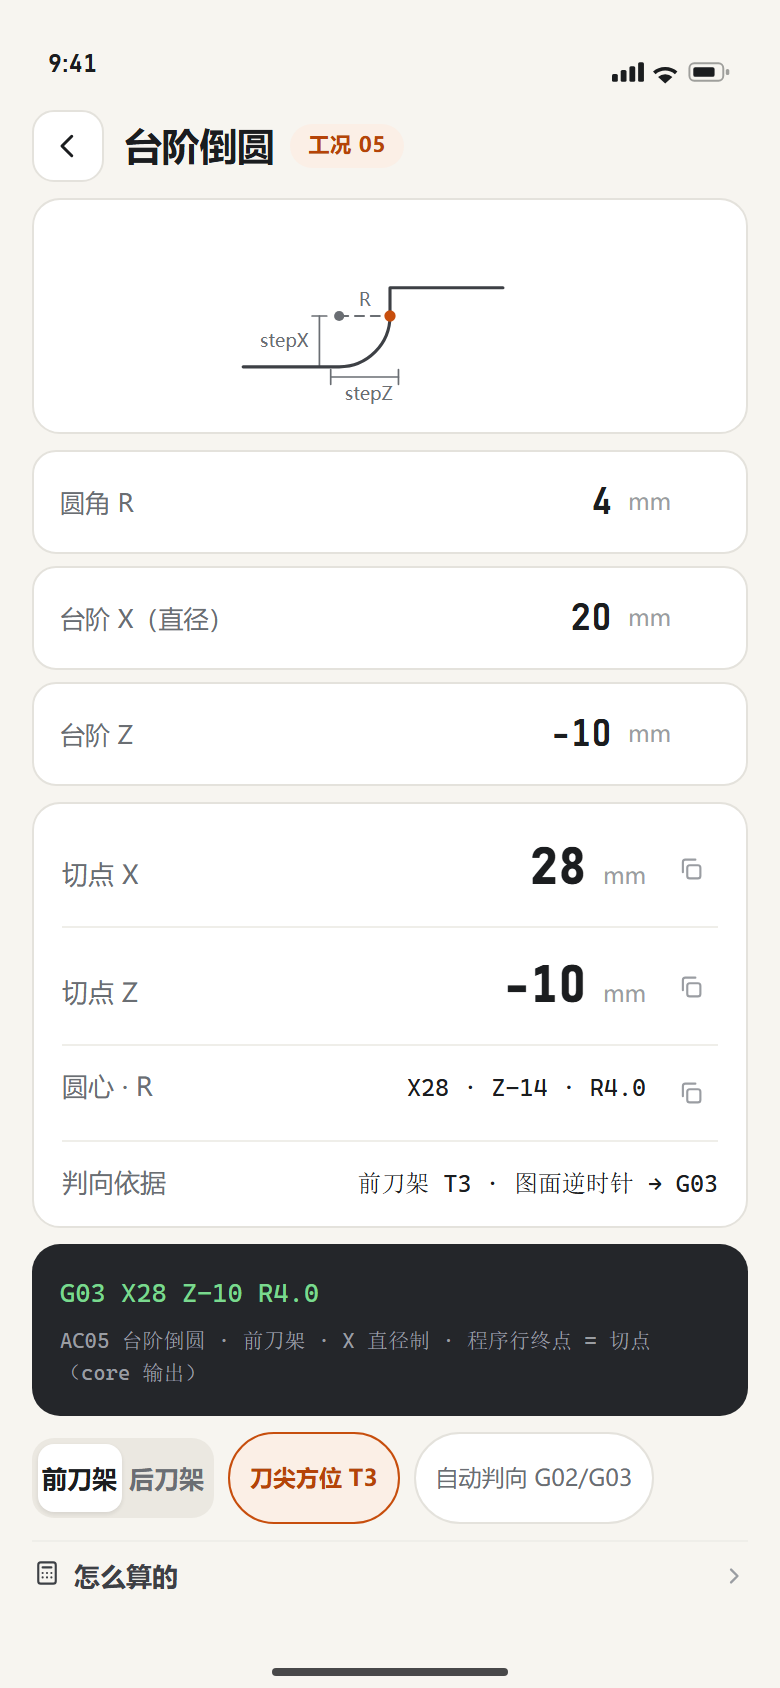 9:41
台阶倒圆
工况 05
R
stepX
stepZ
圆角 R
4 mm
台阶 X（直径）
20 mm
台阶 Z
-10 mm
切点 X
28 mm
切点 Z
-10 mm
圆心 · R
X28 · Z-14 · R4.0
判向依据
前刀架 T3 · 图面逆时针 → G03
G03 X28 Z-10 R4.0
AC05 台阶倒圆 · 前刀架 · X 直径制 · 程序行终点 = 切点
（core 输出）
前刀架 后刀架 刀尖方位 T3 自动判向 G02/G03
怎么算的